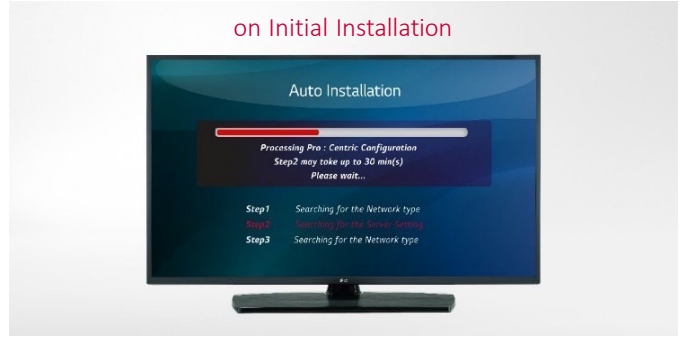 on Initial Installation
Auto Installation
Processing Pro : Centric Configuration
Step2 may take up to 30 min(s)
Please wait...
Step1 Searching for the Network type
Step2 Searching for the Server Setting
Step3 Searching for the Network type